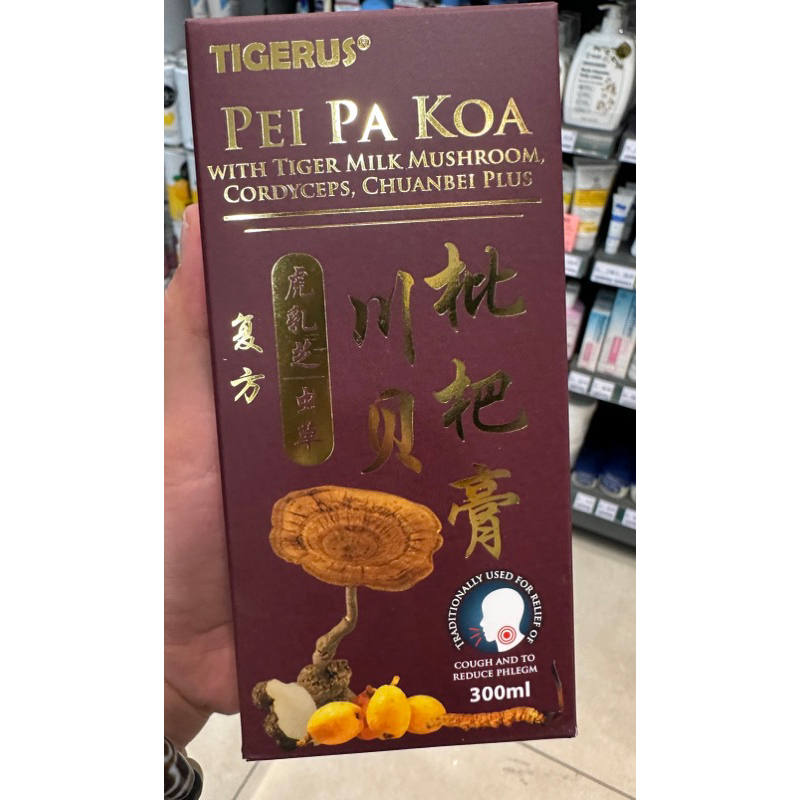 TIGERUS®
PEI PA KOA
WITH TIGER MILK MUSHROOM,
CORDYCEPS, CHUANBEI PLUS
枇杷膏
川贝
虎乳芝 虫草
复方
TRADITIONALLY USED FOR RELIEF OF
COUGH AND TO
REDUCE PHLEGM
300ml